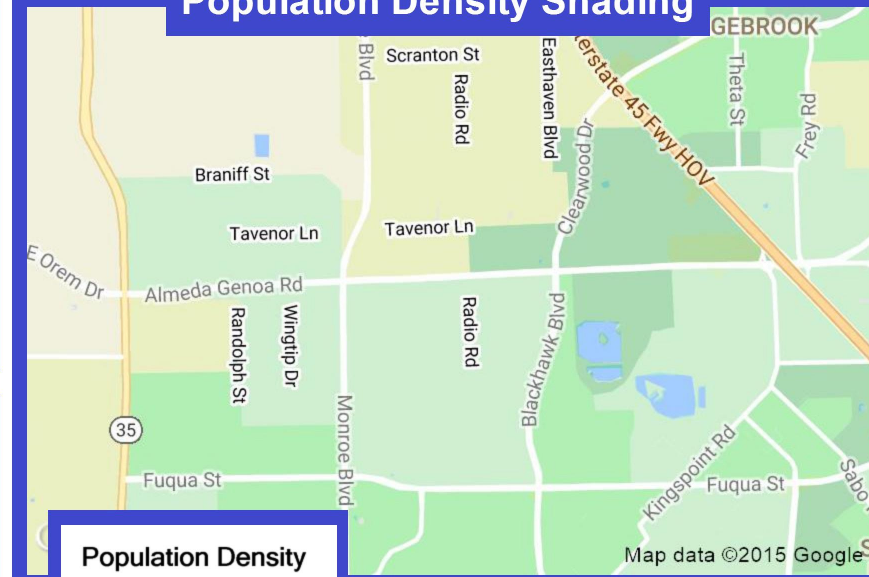 Population Density Shading
GEBROOK
Blvd
Scranton St
Radio Rd
Easthaven Blvd
terstate 45 Fwy HOV
Theta St
Frey Rd
Clearwood Dr
Braniff St
Tavenor Ln
Tavenor Ln
E Orem Dr
Almeda Genoa Rd
Randolph St
Wingtip Dr
Radio Rd
Blackhawk Blvd
Monroe Blvd
35
Fuqua St
Kingspoint Rd
Fuqua St
Sabo
Population Density
Map data ©2015 Google